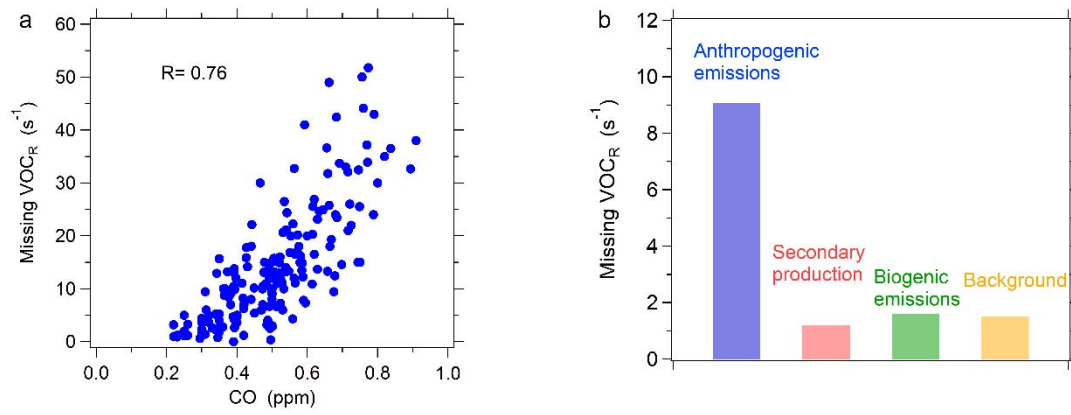 a
60
50
40
30
20
10
0
Missing VOC_R (s⁻¹)
R= 0.76
0.0 0.2 0.4 0.6 0.8 1.0
CO (ppm)
b
12
10
8
6
4
2
0
Missing VOC_R (s⁻¹)
Anthropogenic
emissions
Secondary
production
Biogenic
emissions
Background